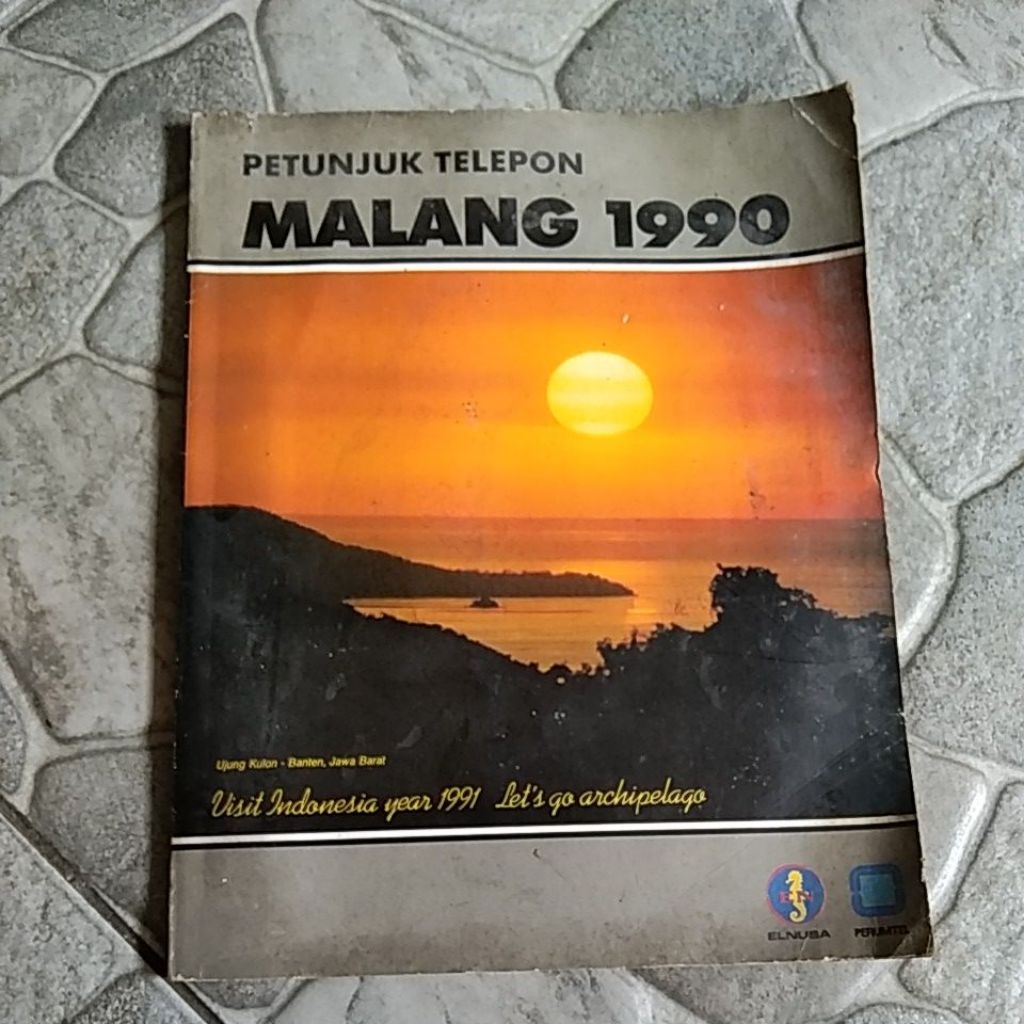 PETUNJUK TELEPON
MALANG 1990
Ujung Kulon - Banten, Jawa Barat
Visit Indonesia year 1991 Let's go archipelago
ELNUSA
PERUMTEL